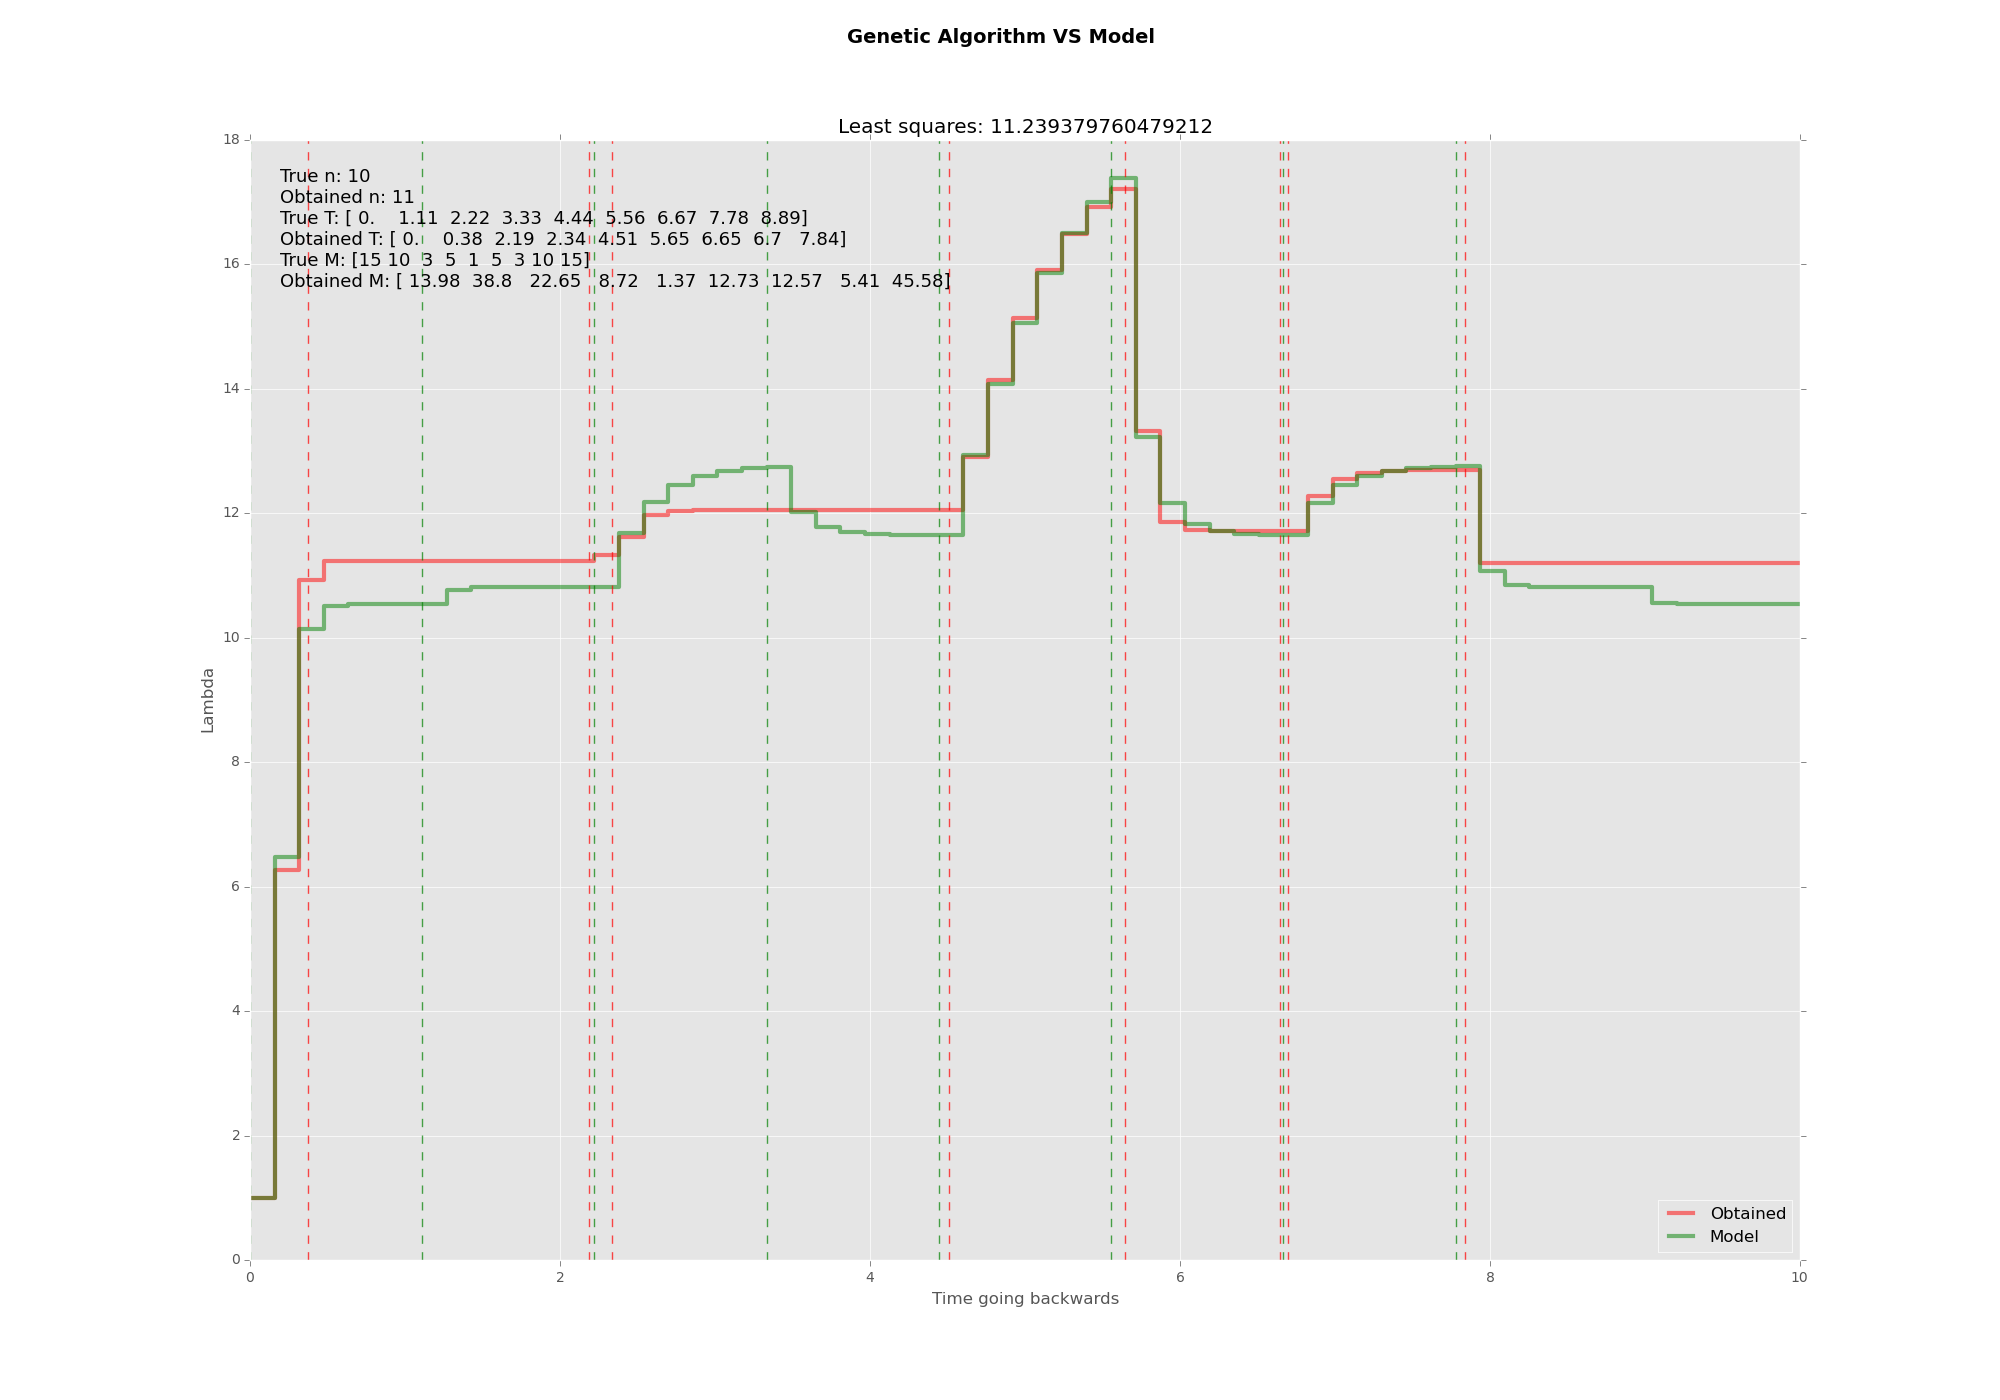 Genetic Algorithm VS Model
Least squares: 11.239379760479212
18
16
14
12
10
8
6
4
2
0
True n: 10
Obtained n: 11
True T: [ 0.    1.11  2.22  3.33  4.44  5.56  6.67  7.78  8.89]
Obtained T: [ 0.    0.38  2.19  2.34  4.51  5.65  6.65  6.7   7.84]
True M: [15 10  3  5  1  5  3 10 15]
Obtained M: [ 13.98  38.8   22.65   8.72   1.37  12.73  12.57   5.41  45.58]
Lambda
Obtained
Model
0 2 4 6 8 10
Time going backwards